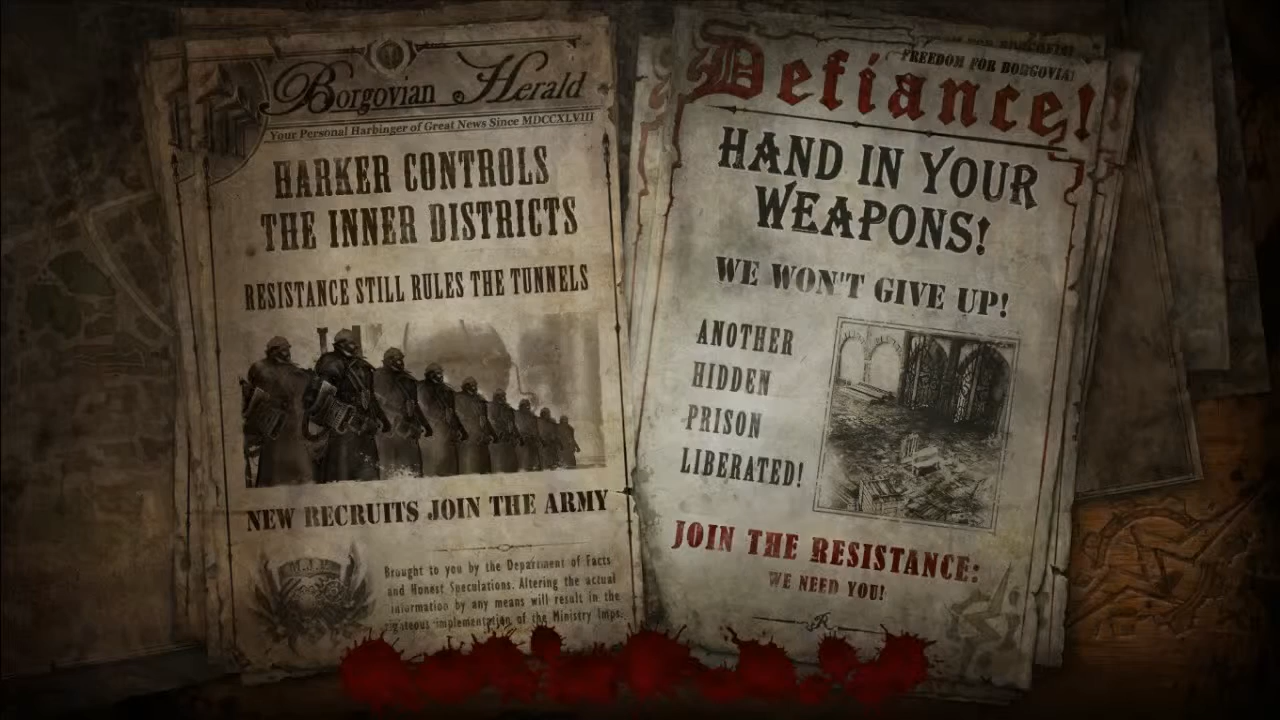 Borgovian Herald
Your Personal Harbinger of Great News Since MDCCXLVIII
HARKER CONTROLS
THE INNER DISTRICTS
RESISTANCE STILL RULES THE TUNNELS
NEW RECRUITS JOIN THE ARMY
Brought to you by the Department of Facts
and Honest Speculations. Altering the actual
information by any means will result in the
implementation of the Ministry Imps.
FREEDOM FOR BORGOVIA!
Defiance!
HAND IN YOUR
WEAPONS!
WE WON'T GIVE UP!
ANOTHER
HIDDEN
PRISON
LIBERATED!
JOIN THE RESISTANCE:
WE NEED YOU!
R